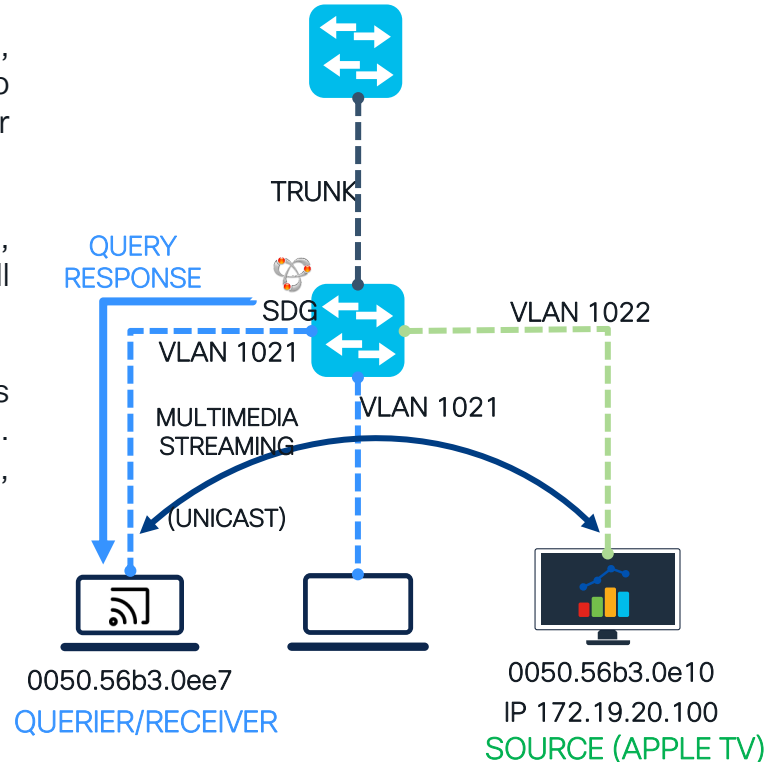 ,
o
r
TRUNK
,
ll
QUERY
RESPONSE
SDG
VLAN 1022
VLAN 1021
s
.
,
VLAN 1021
MULTIMEDIA
STREAMING
(UNICAST)
0050.56b3.0ee7
QUERIER/RECEIVER
0050.56b3.0e10
IP 172.19.20.100
SOURCE (APPLE TV)